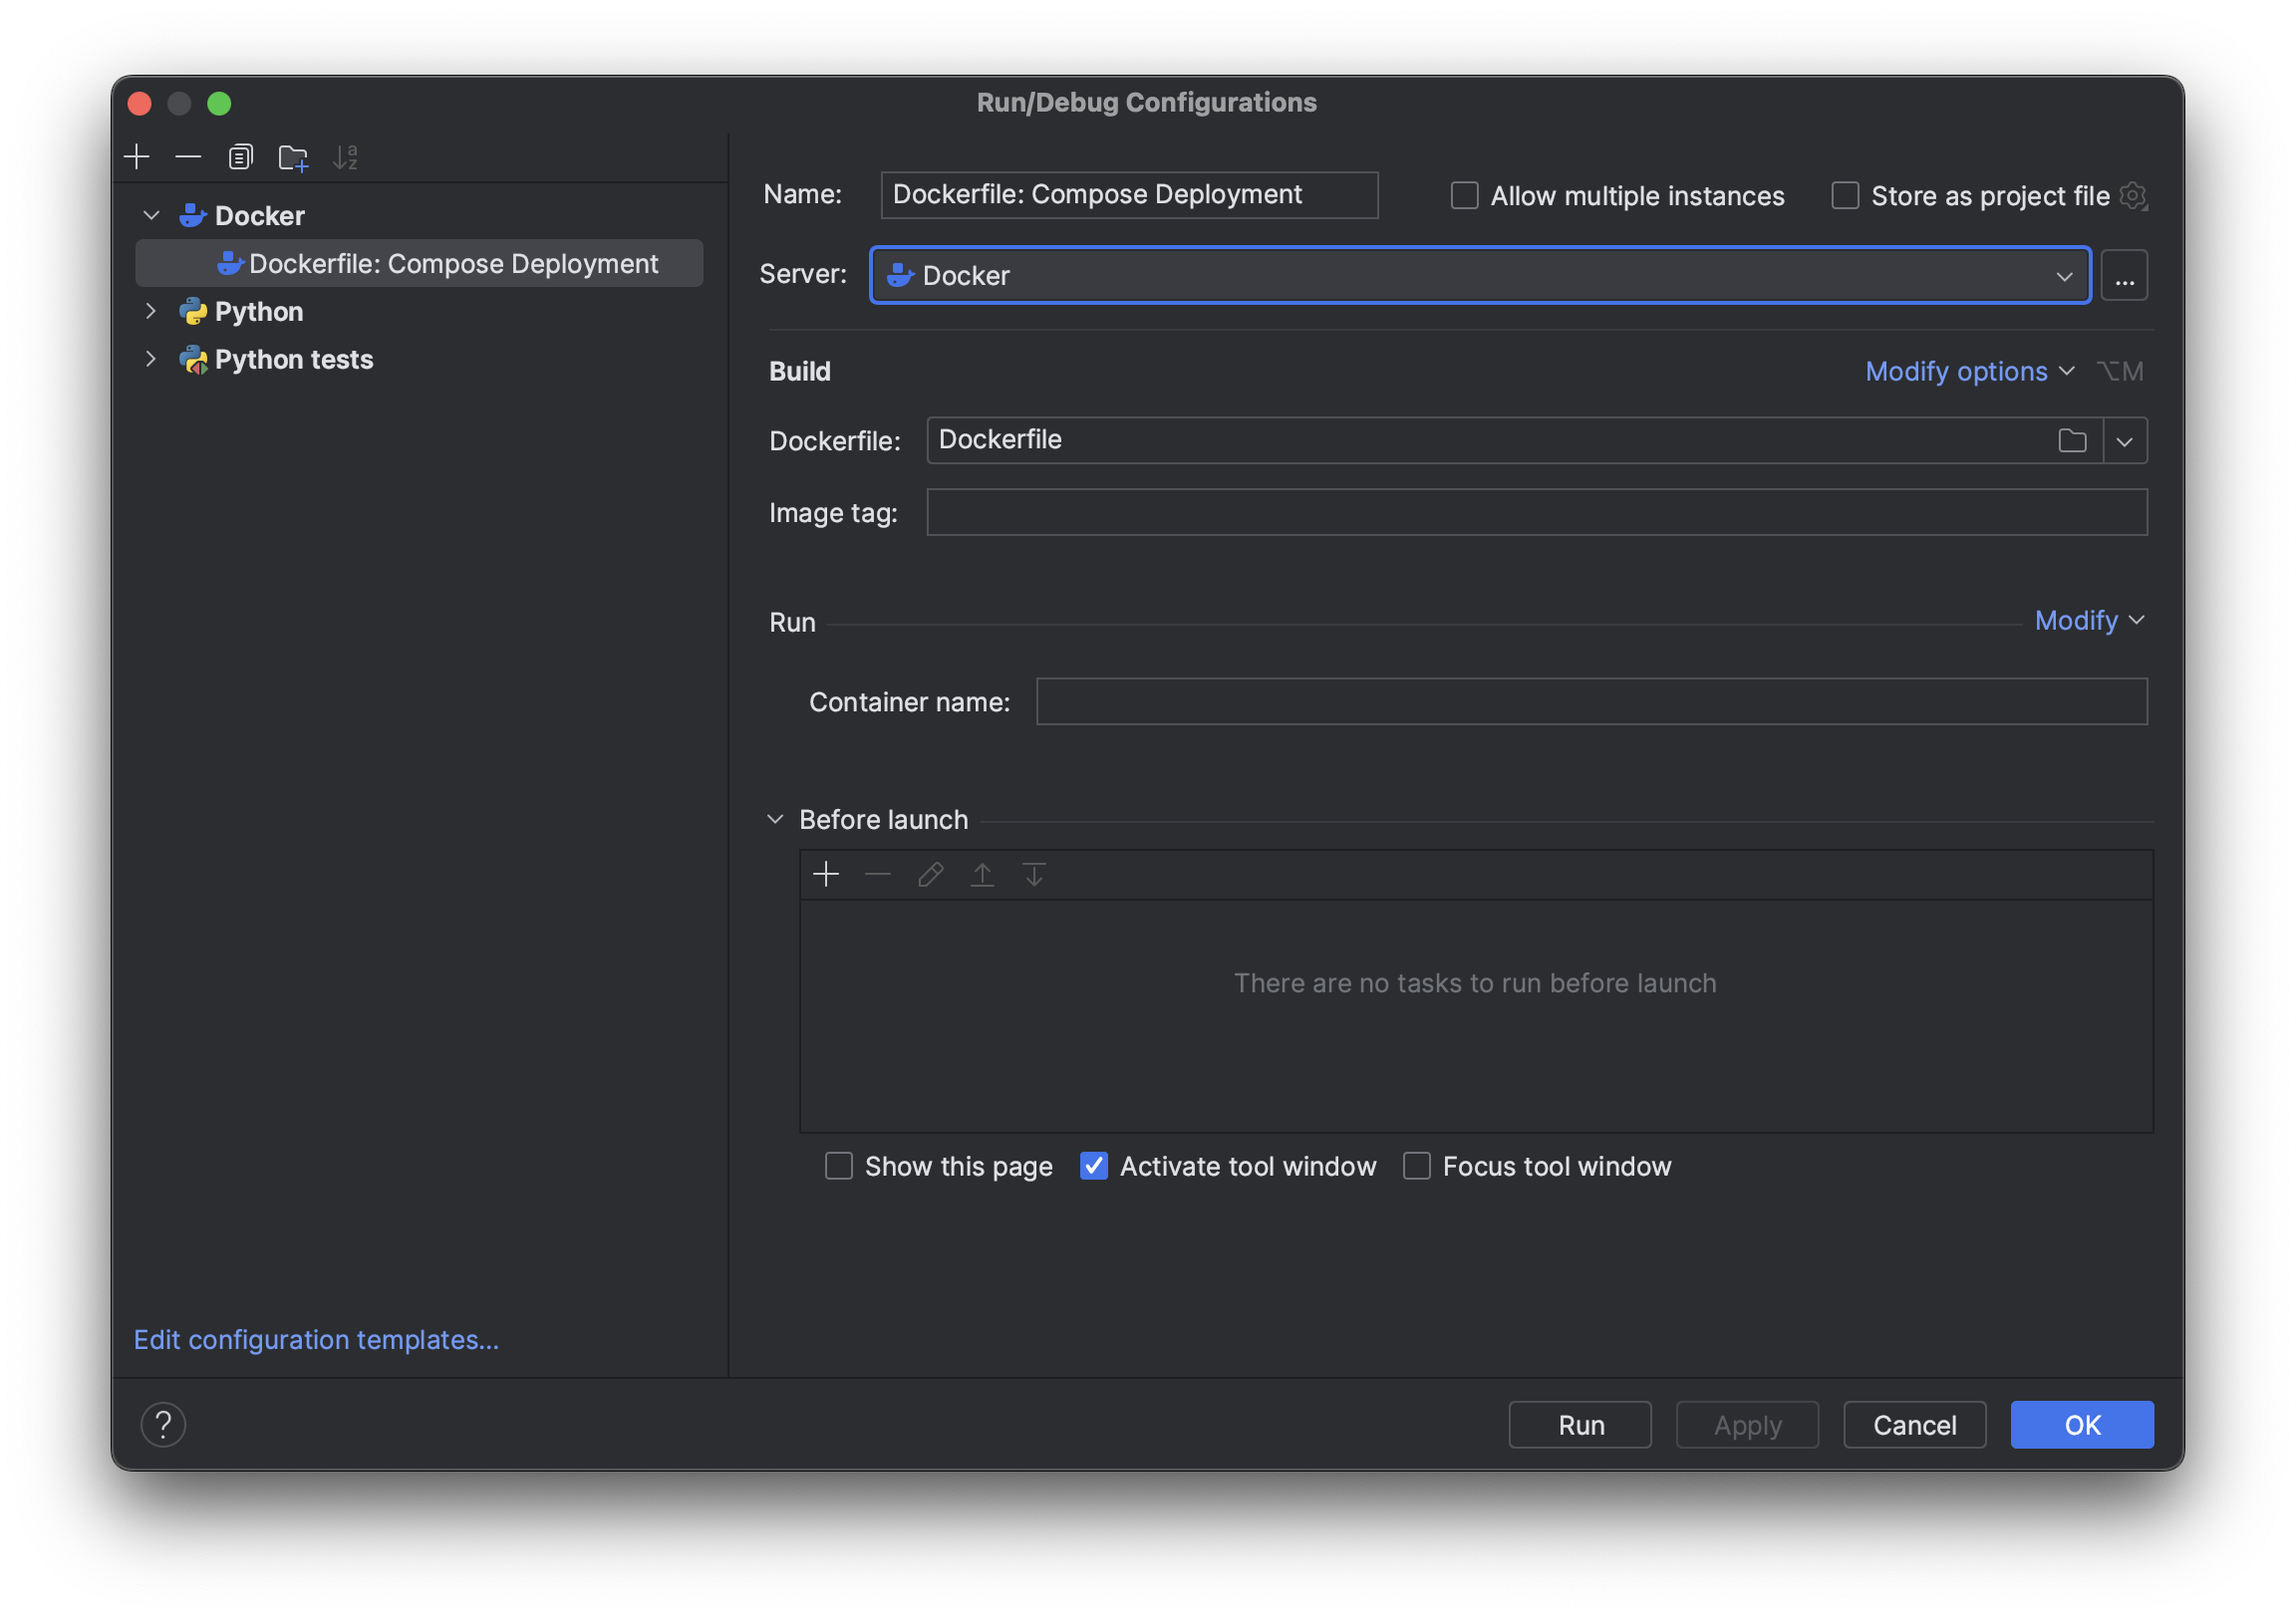 Run/Debug Configurations
Docker
Dockerfile: Compose Deployment
Python
Python tests
Edit configuration templates...
Name: Dockerfile: Compose Deployment Allow multiple instances Store as project file
Server: Docker ...
Build Modify options ⌥M
Dockerfile: Dockerfile
Image tag:
Run Modify
Container name:
Before launch
There are no tasks to run before launch
Show this page Activate tool window Focus tool window
? Run Apply Cancel OK